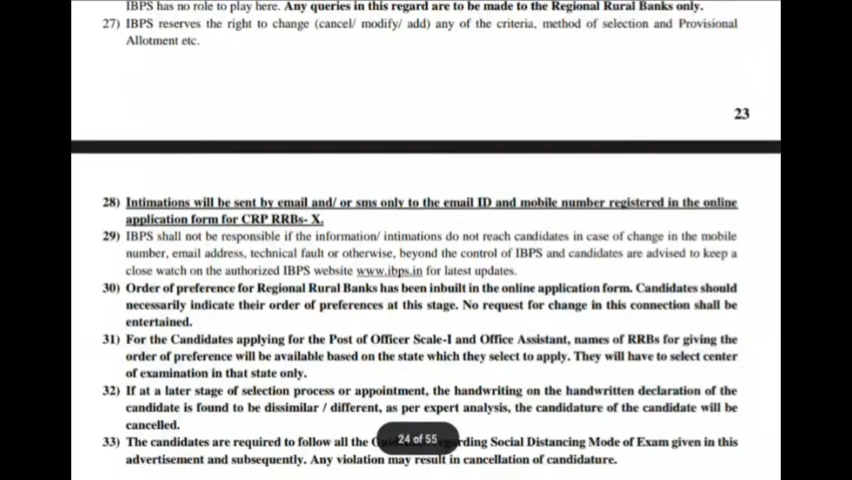 IBPS has no role to play here. Any queries in this regard are to be made to the Regional Rural Banks only.
27) IBPS reserves the right to change (cancel/ modify/ add) any of the criteria, method of selection and Provisional
Allotment etc.
23
28) Intimations will be sent by email and/ or sms only to the email ID and mobile number registered in the online
application form for CRP RRBs- X.
29) IBPS shall not be responsible if the information/ intimations do not reach candidates in case of change in the mobile
number, email address, technical fault or otherwise, beyond the control of IBPS and candidates are advised to keep a
close watch on the authorized IBPS website www.ibps.in for latest updates.
30) Order of preference for Regional Rural Banks has been inbuilt in the online application form. Candidates should
necessarily indicate their order of preferences at this stage. No request for change in this connection shall be
entertained.
31) For the Candidates applying for the Post of Officer Scale-I and Office Assistant, names of RRBs for giving the
order of preference will be available based on the state which they select to apply. They will have to select center
of examination in that state only.
32) If at a later stage of selection process or appointment, the handwriting on the handwritten declaration of the
candidate is found to be dissimilar / different, as per expert analysis, the candidature of the candidate will be
cancelled.
33) The candidates are required to follow all the Social Distancing Mode of Exam given in this
advertisement and subsequently. Any violation may result in cancellation of candidature.
24 of 55